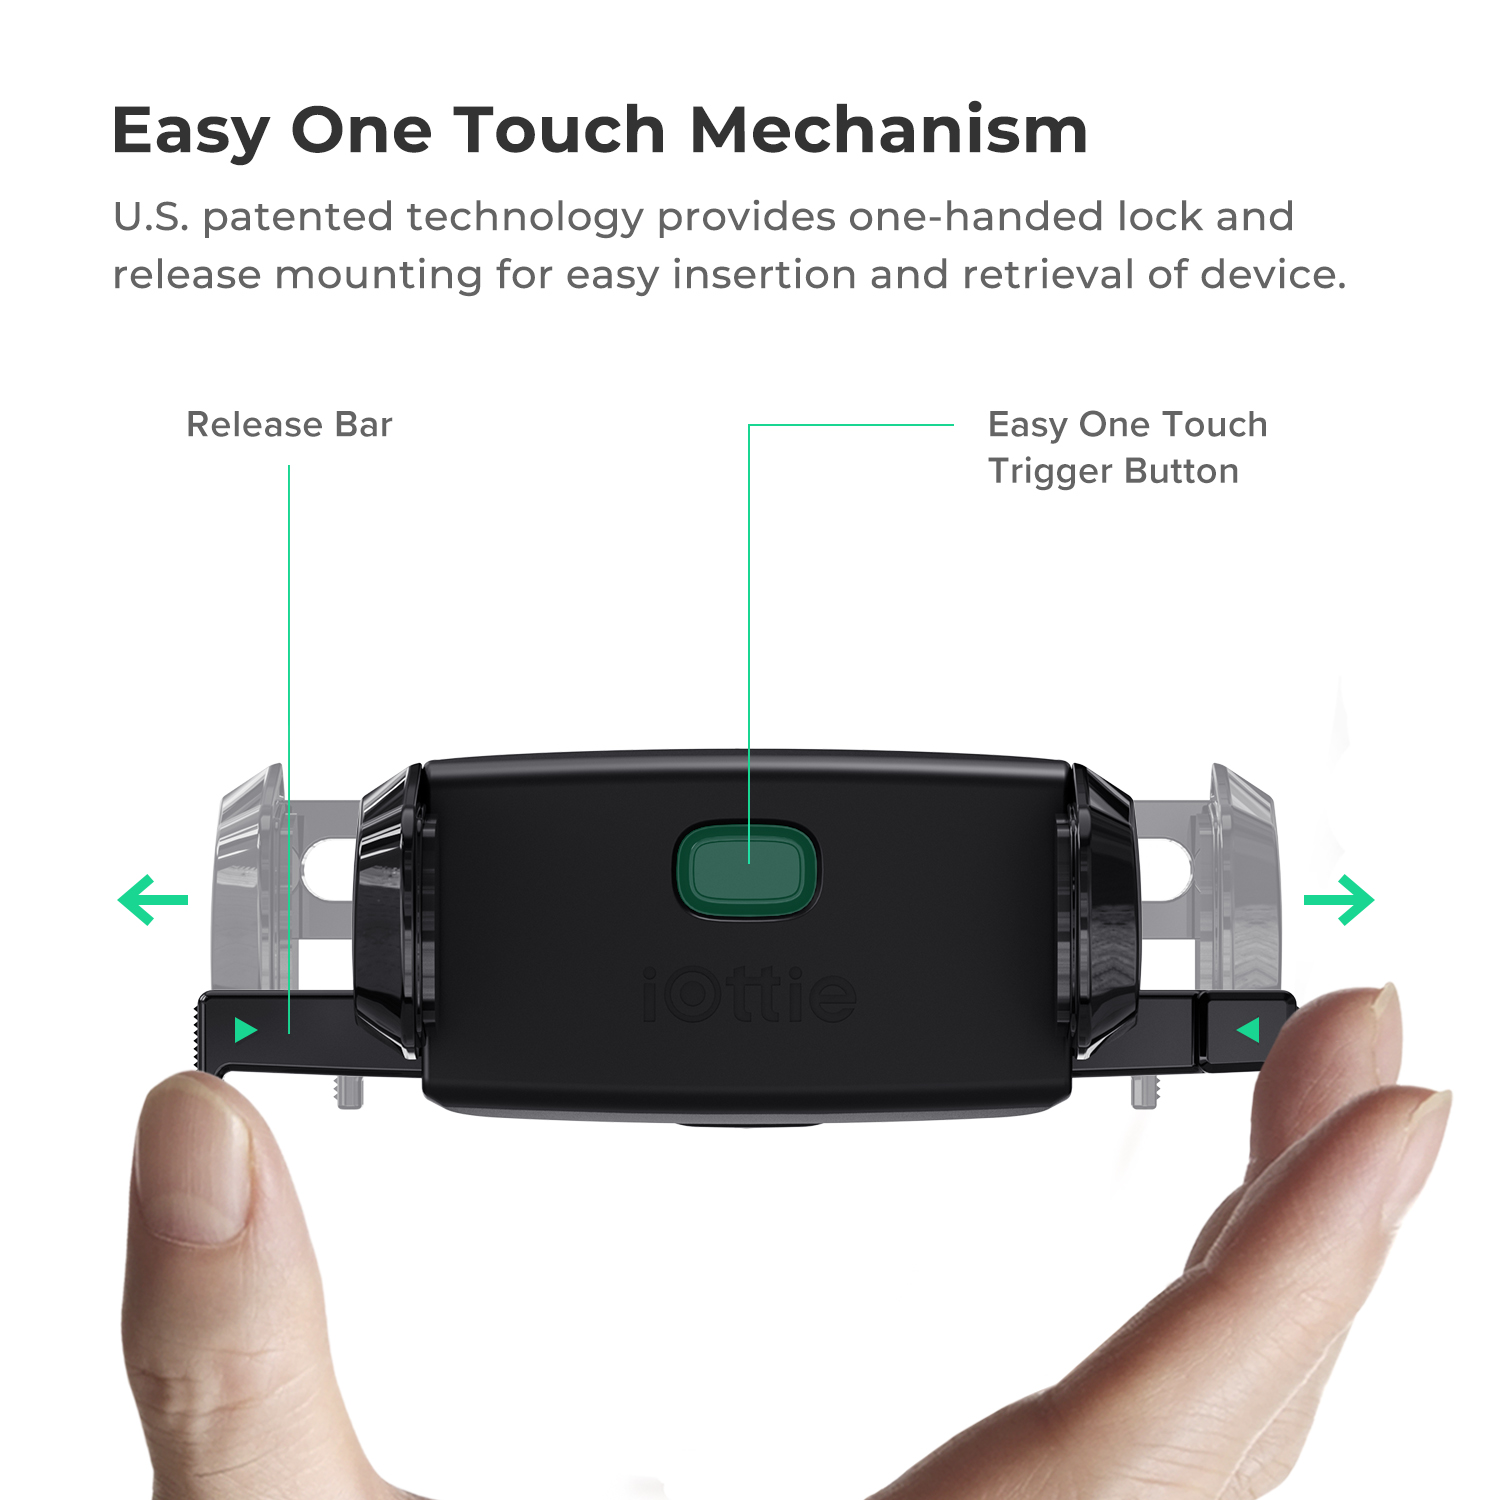 Easy One Touch Mechanism
U.S. patented technology provides one-handed lock and
release mounting for easy insertion and retrieval of device.
Release Bar
Easy One Touch
Trigger Button
iOttie